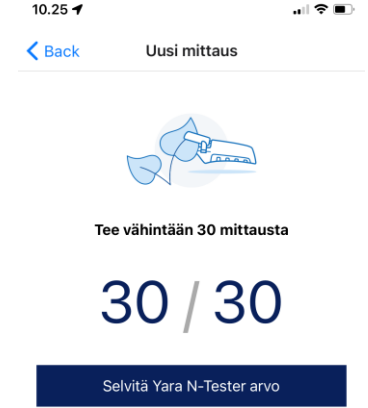 10.25
Back Uusi mittaus
Tee vähintään 30 mittausta
30 / 30
Selvitä Yara N-Tester arvo